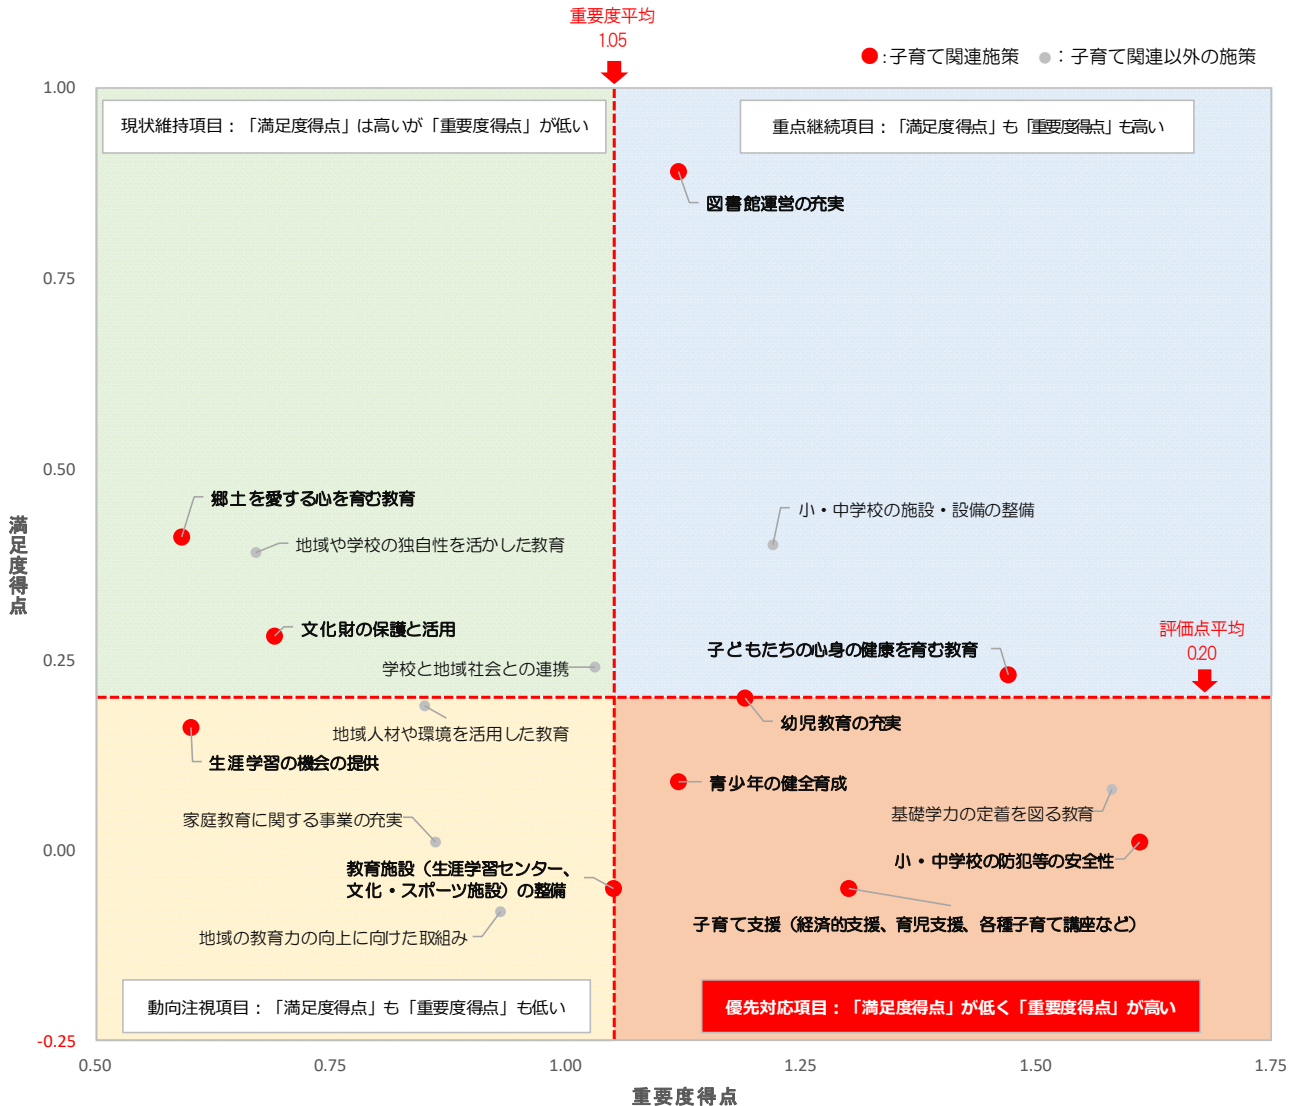 重要度平均
1.05
●:子育て関連施策 ●：子育て関連以外の施策
1.00
現状維持項目：「満足度得点」は高いが「重要度得点」が低い
重点継続項目：「満足度得点」も「重要度得点」も高い
図書館運営の充実
0.75
0.50
郷土を愛する心を育む教育
小・中学校の施設・設備の整備
地域や学校の独自性を活かした教育
満足度得点
文化財の保護と活用
評価点平均
0.20
子どもたちの心身の健康を育む教育
0.25
学校と地域社会との連携
幼児教育の充実
地域人材や環境を活用した教育
生涯学習の機会の提供
青少年の健全育成
基礎学力の定着を図る教育
家庭教育に関する事業の充実
0.00
小・中学校の防犯等の安全性
教育施設（生涯学習センター、
文化・スポーツ施設）の整備
子育て支援（経済的支援、育児支援、各種子育て講座など）
地域の教育力の向上に向けた取組み
動向注視項目：「満足度得点」も「重要度得点」も低い
優先対応項目：「満足度得点」が低く「重要度得点」が高い
-0.25
0.50 0.75 1.00 1.25 1.50 1.75
重要度得点